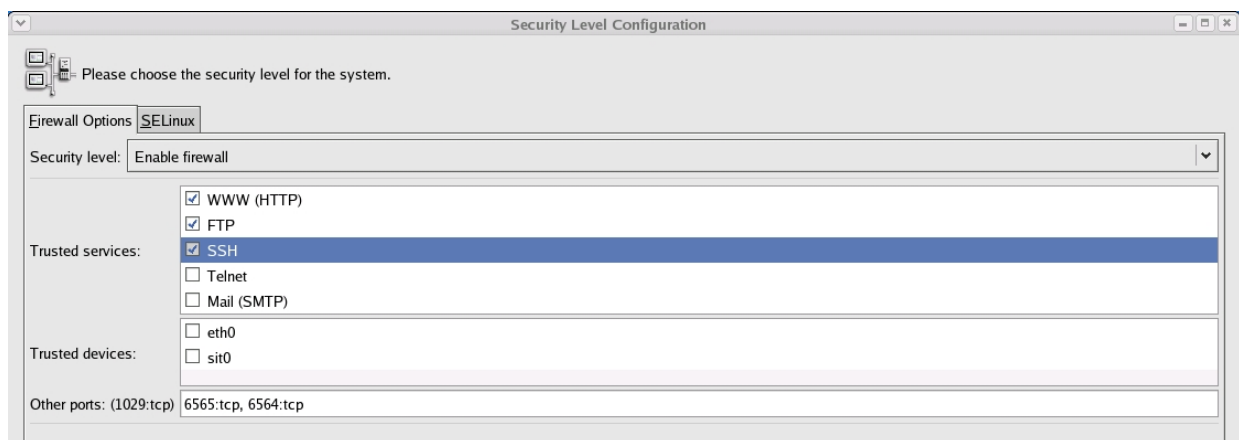 Security Level Configuration
Please choose the security level for the system.
Firewall Options SELinux
Security level: Enable firewall
Trusted services:
WWW (HTTP)
FTP
SSH
Telnet
Mail (SMTP)
Trusted devices:
eth0
sit0
Other ports: (1029:tcp) 6565:tcp, 6564:tcp